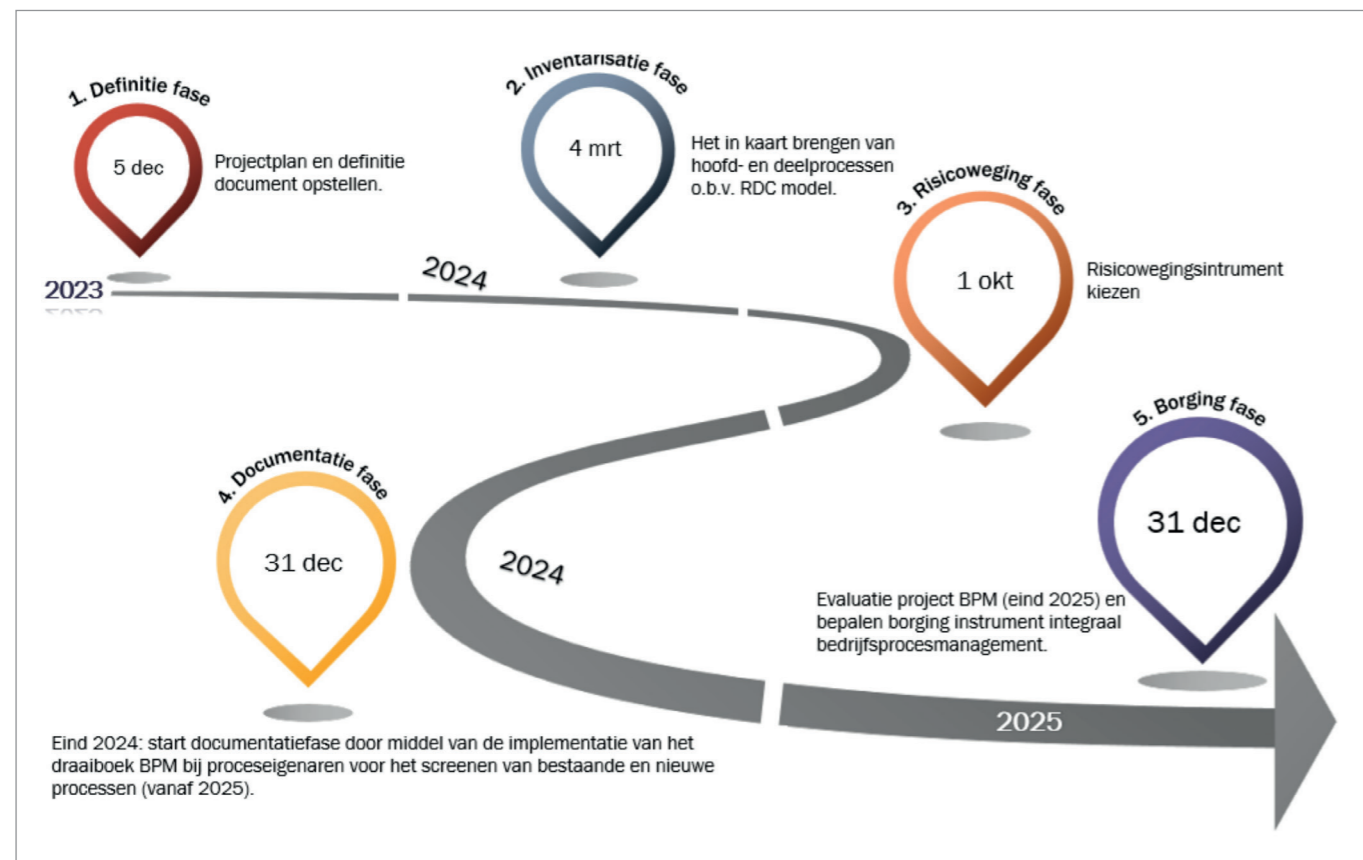 1. Definitie fase
5 dec
Projectplan en definitie
document opstellen.
2. Inventarisatie fase
4 mrt
Het in kaart brengen van
hoofd- en deelprocessen
o.b.v. RDC model.
3. Risicoweging fase
1 okt
Risicowegingsintrument
kiezen
2023
2024
4. Documentatie fase
31 dec
2024
5. Borging fase
31 dec
Evaluatie project BPM (eind 2025) en
bepalen borging instrument integraal
bedrijfsprocesmanagement.
2025
Eind 2024: start documentatiefase door middel van de implementatie van het
draaiboek BPM bij proceseigenaren voor het screenen van bestaande en nieuwe
processen (vanaf 2025).